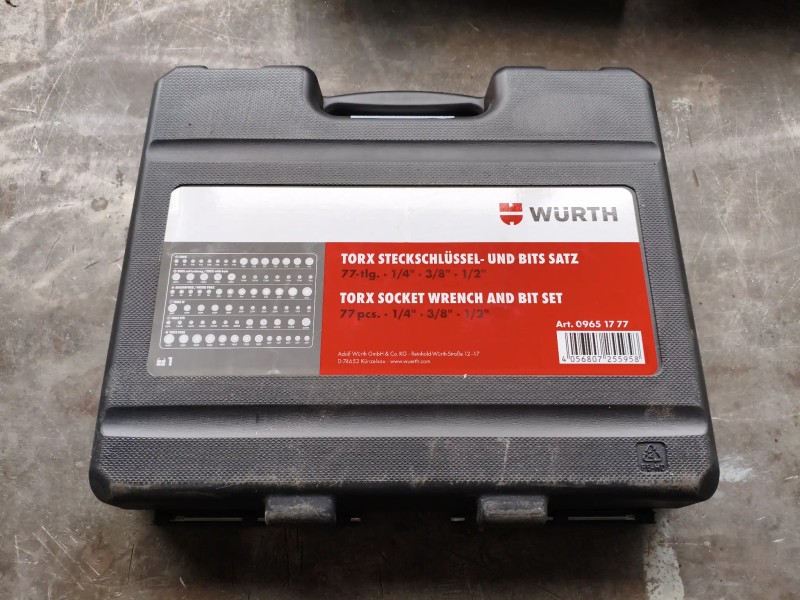 WÜRTH
TORX STECKSCHLÜSSEL- UND BITS SATZ
77-tlg. · 1/4" · 3/8" · 1/2"
TORX SOCKET WRENCH AND BIT SET
77 pcs. · 1/4" · 3/8" · 1/2"
Art. 0965 17 77
4 056807 255958
Adolf Würth GmbH & Co. KG · Reinhold-Würth-Straße 12-17
D-74653 Künzelsau · www.wuerth.com
1